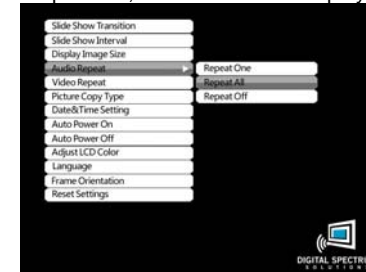 Slide Show Transition
Slide Show Interval
Display Image Size
Audio Repeat
Repeat One
Video Repeat
Repeat All
Picture Copy Type
Repeat Off
Date&Time Setting
Auto Power On
Auto Power Off
Adjust LCD Color
Language
Frame Orientation
Reset Settings
DIGITAL SPECTR
SOLUTION